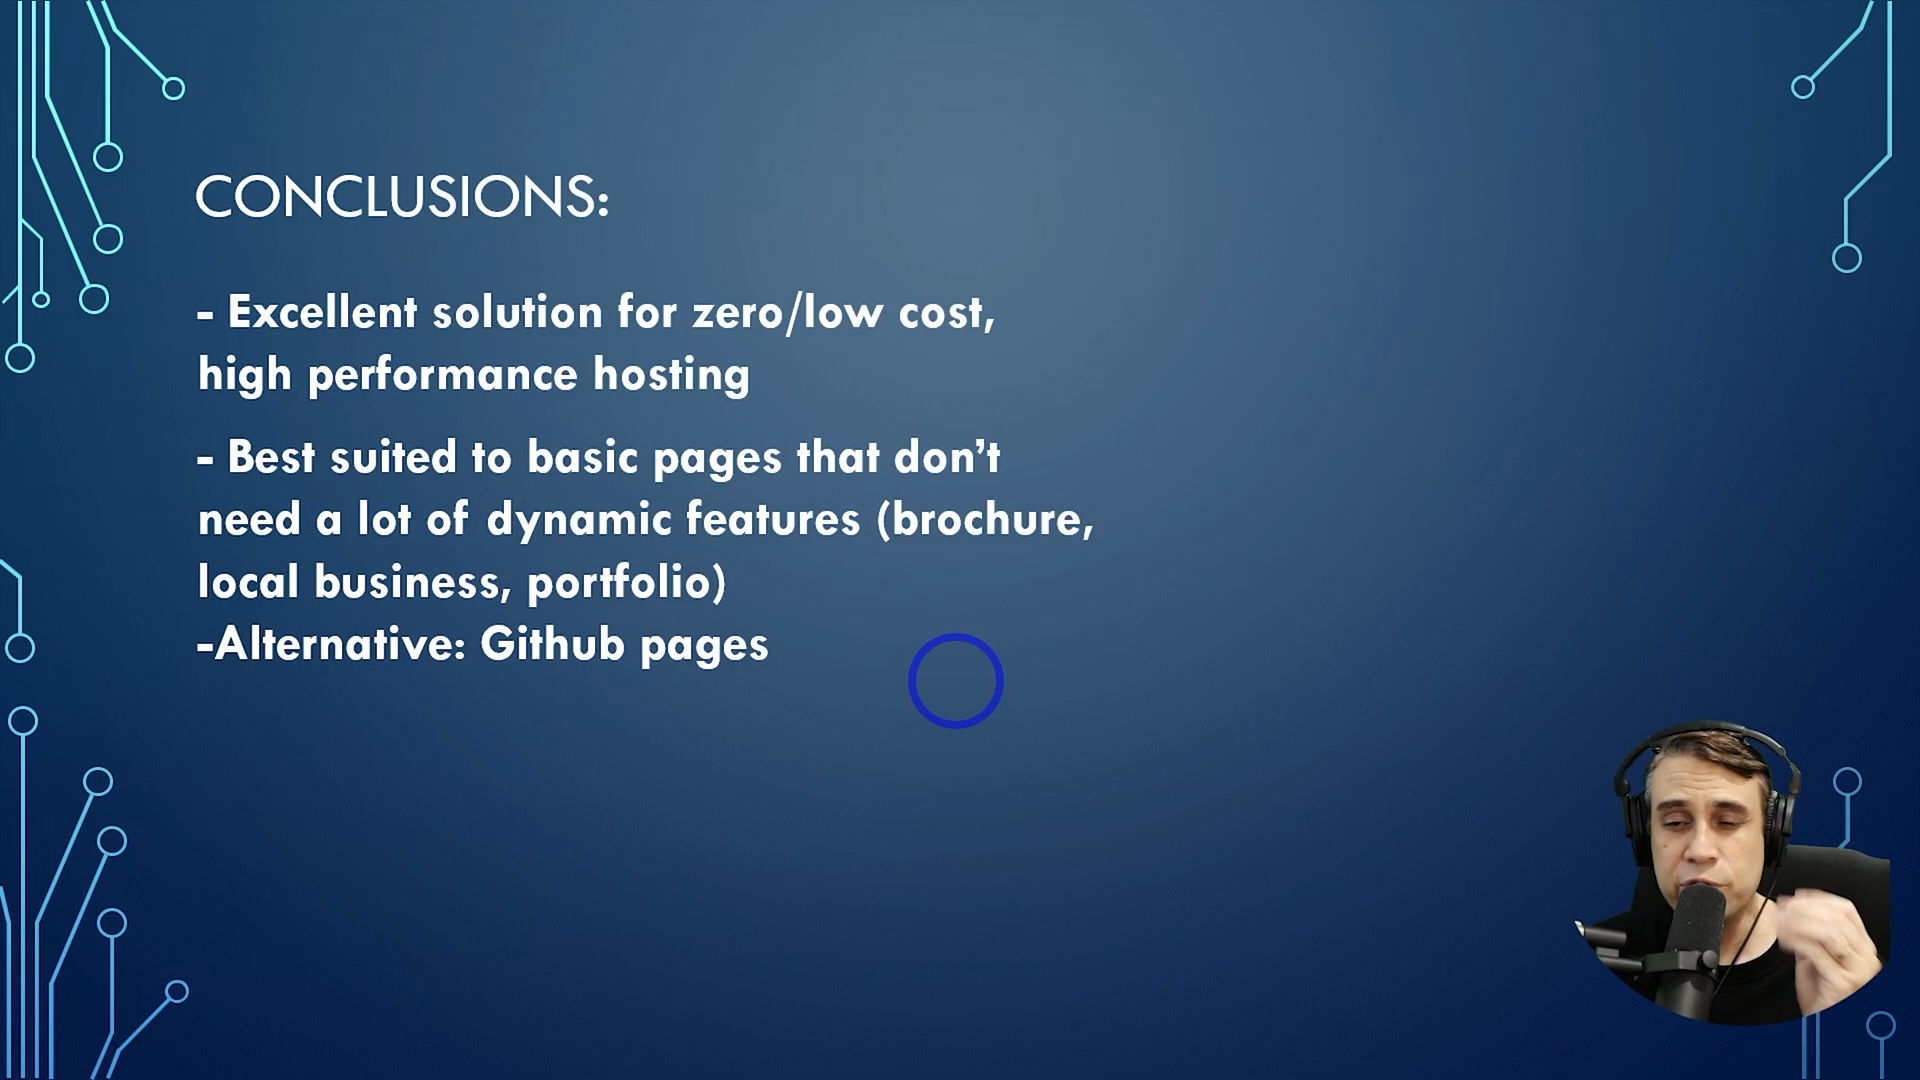 CONCLUSIONS:
- Excellent solution for zero/low cost,
high performance hosting
- Best suited to basic pages that don’t
need a lot of dynamic features (brochure,
local business, portfolio)
-Alternative: Github pages